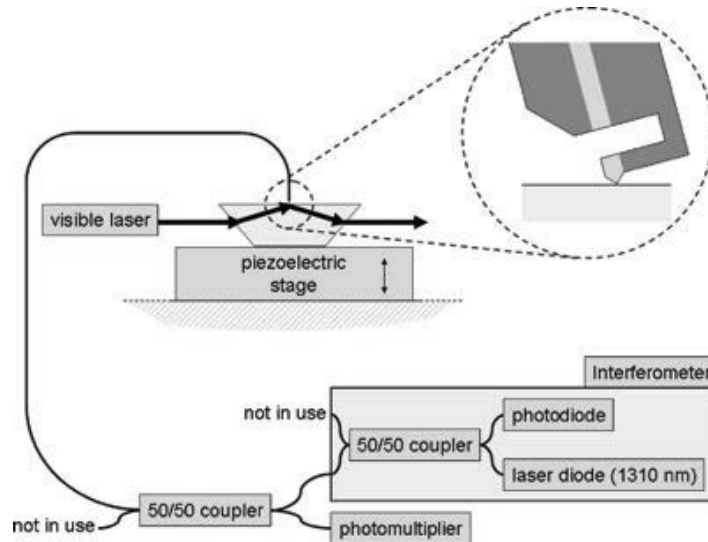 visible laser
piezoelectric
stage
Interferometer
not in use
photodiode
50/50 coupler
laser diode (1310 nm)
50/50 coupler
not in use
photomultiplier